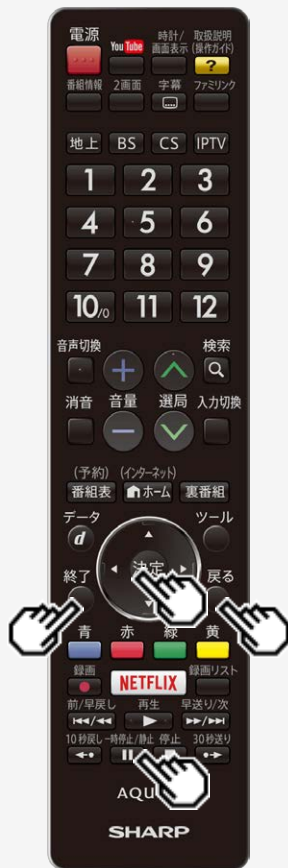 電源 You Tube 時計/画面表示 取扱説明(操作ガイド)
?
番組情報 2画面 字幕 ファミリンク
地上 BS CS IPTV
1 2 3
4 5 6
7 8 9
10/0 11 12
音声切換 検索
+
消音 音量 選局 入力切換
(予約) (インターネット)
番組表 ホーム 裏番組
データ ツール
d
決定
終了 戻る
青 赤 緑 黄
録画 NETFLIX 録画リスト
前/早戻し 再生 早送り/次
10秒戻し 一時停止/静止 停止 30秒送り
AQU
SHARP